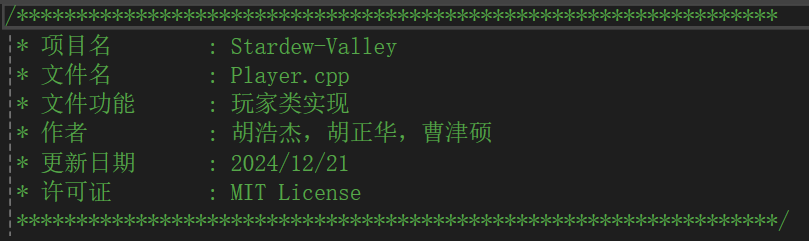 /****************************************************************
* 项目名        : Stardew-Valley
* 文件名        : Player.cpp
* 文件功能      : 玩家类实现
* 作者          : 胡浩杰, 胡正华, 曹津硕
* 更新日期      : 2024/12/21
* 许可证        : MIT License
****************************************************************/